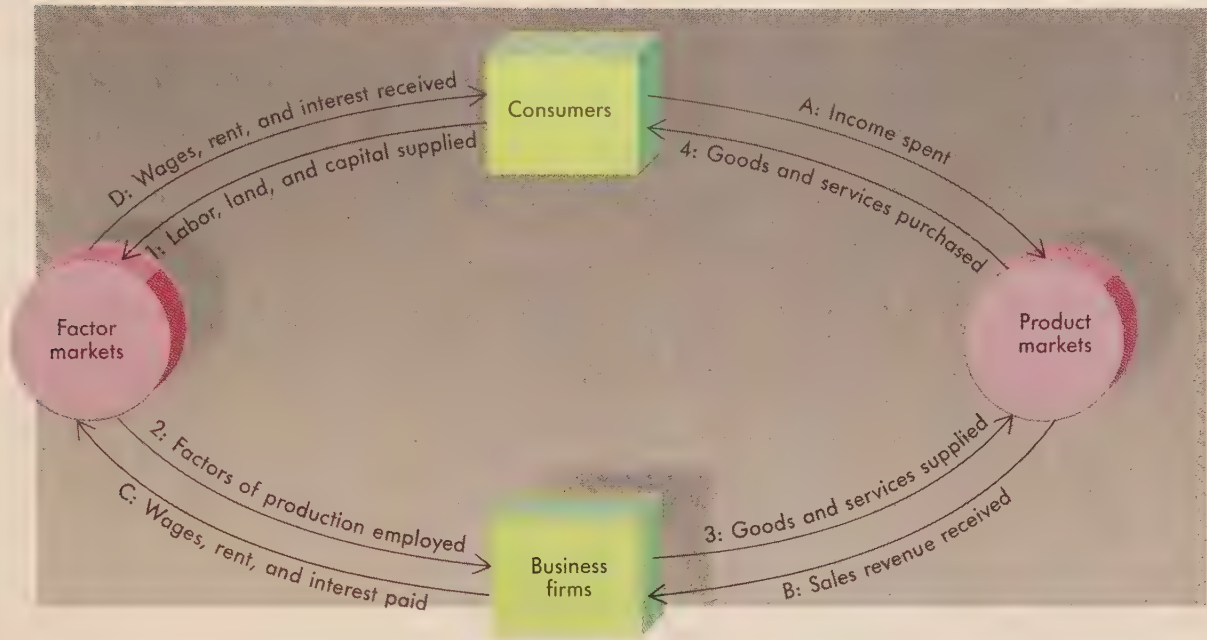 Consumers
D: Wages, rent, and interest received
1: Labor, land, and capital supplied
A: Income spent
4: Goods and services purchased
Factor
markets
Product
markets
2: Factors of production employed
C: Wages, rent, and interest paid
3: Goods and services supplied
B: Sales revenue received
Business
firms